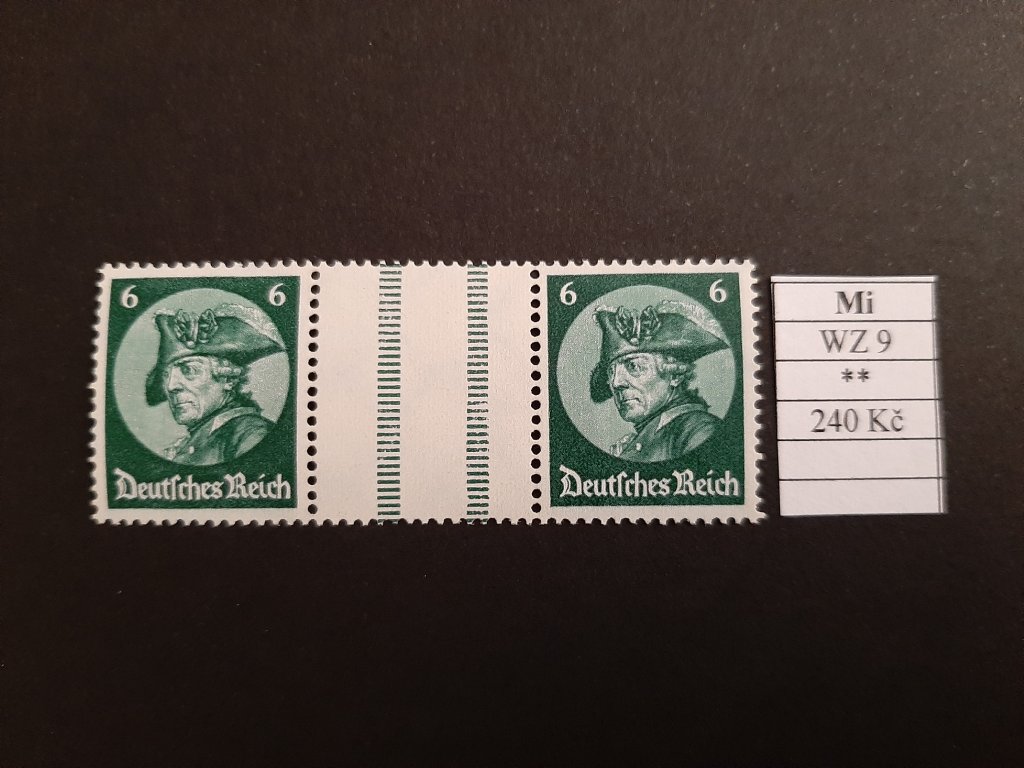 6 6
Deutſches Reich
6 6
Deutſches Reich
Mi
WZ 9
**
240 Kč